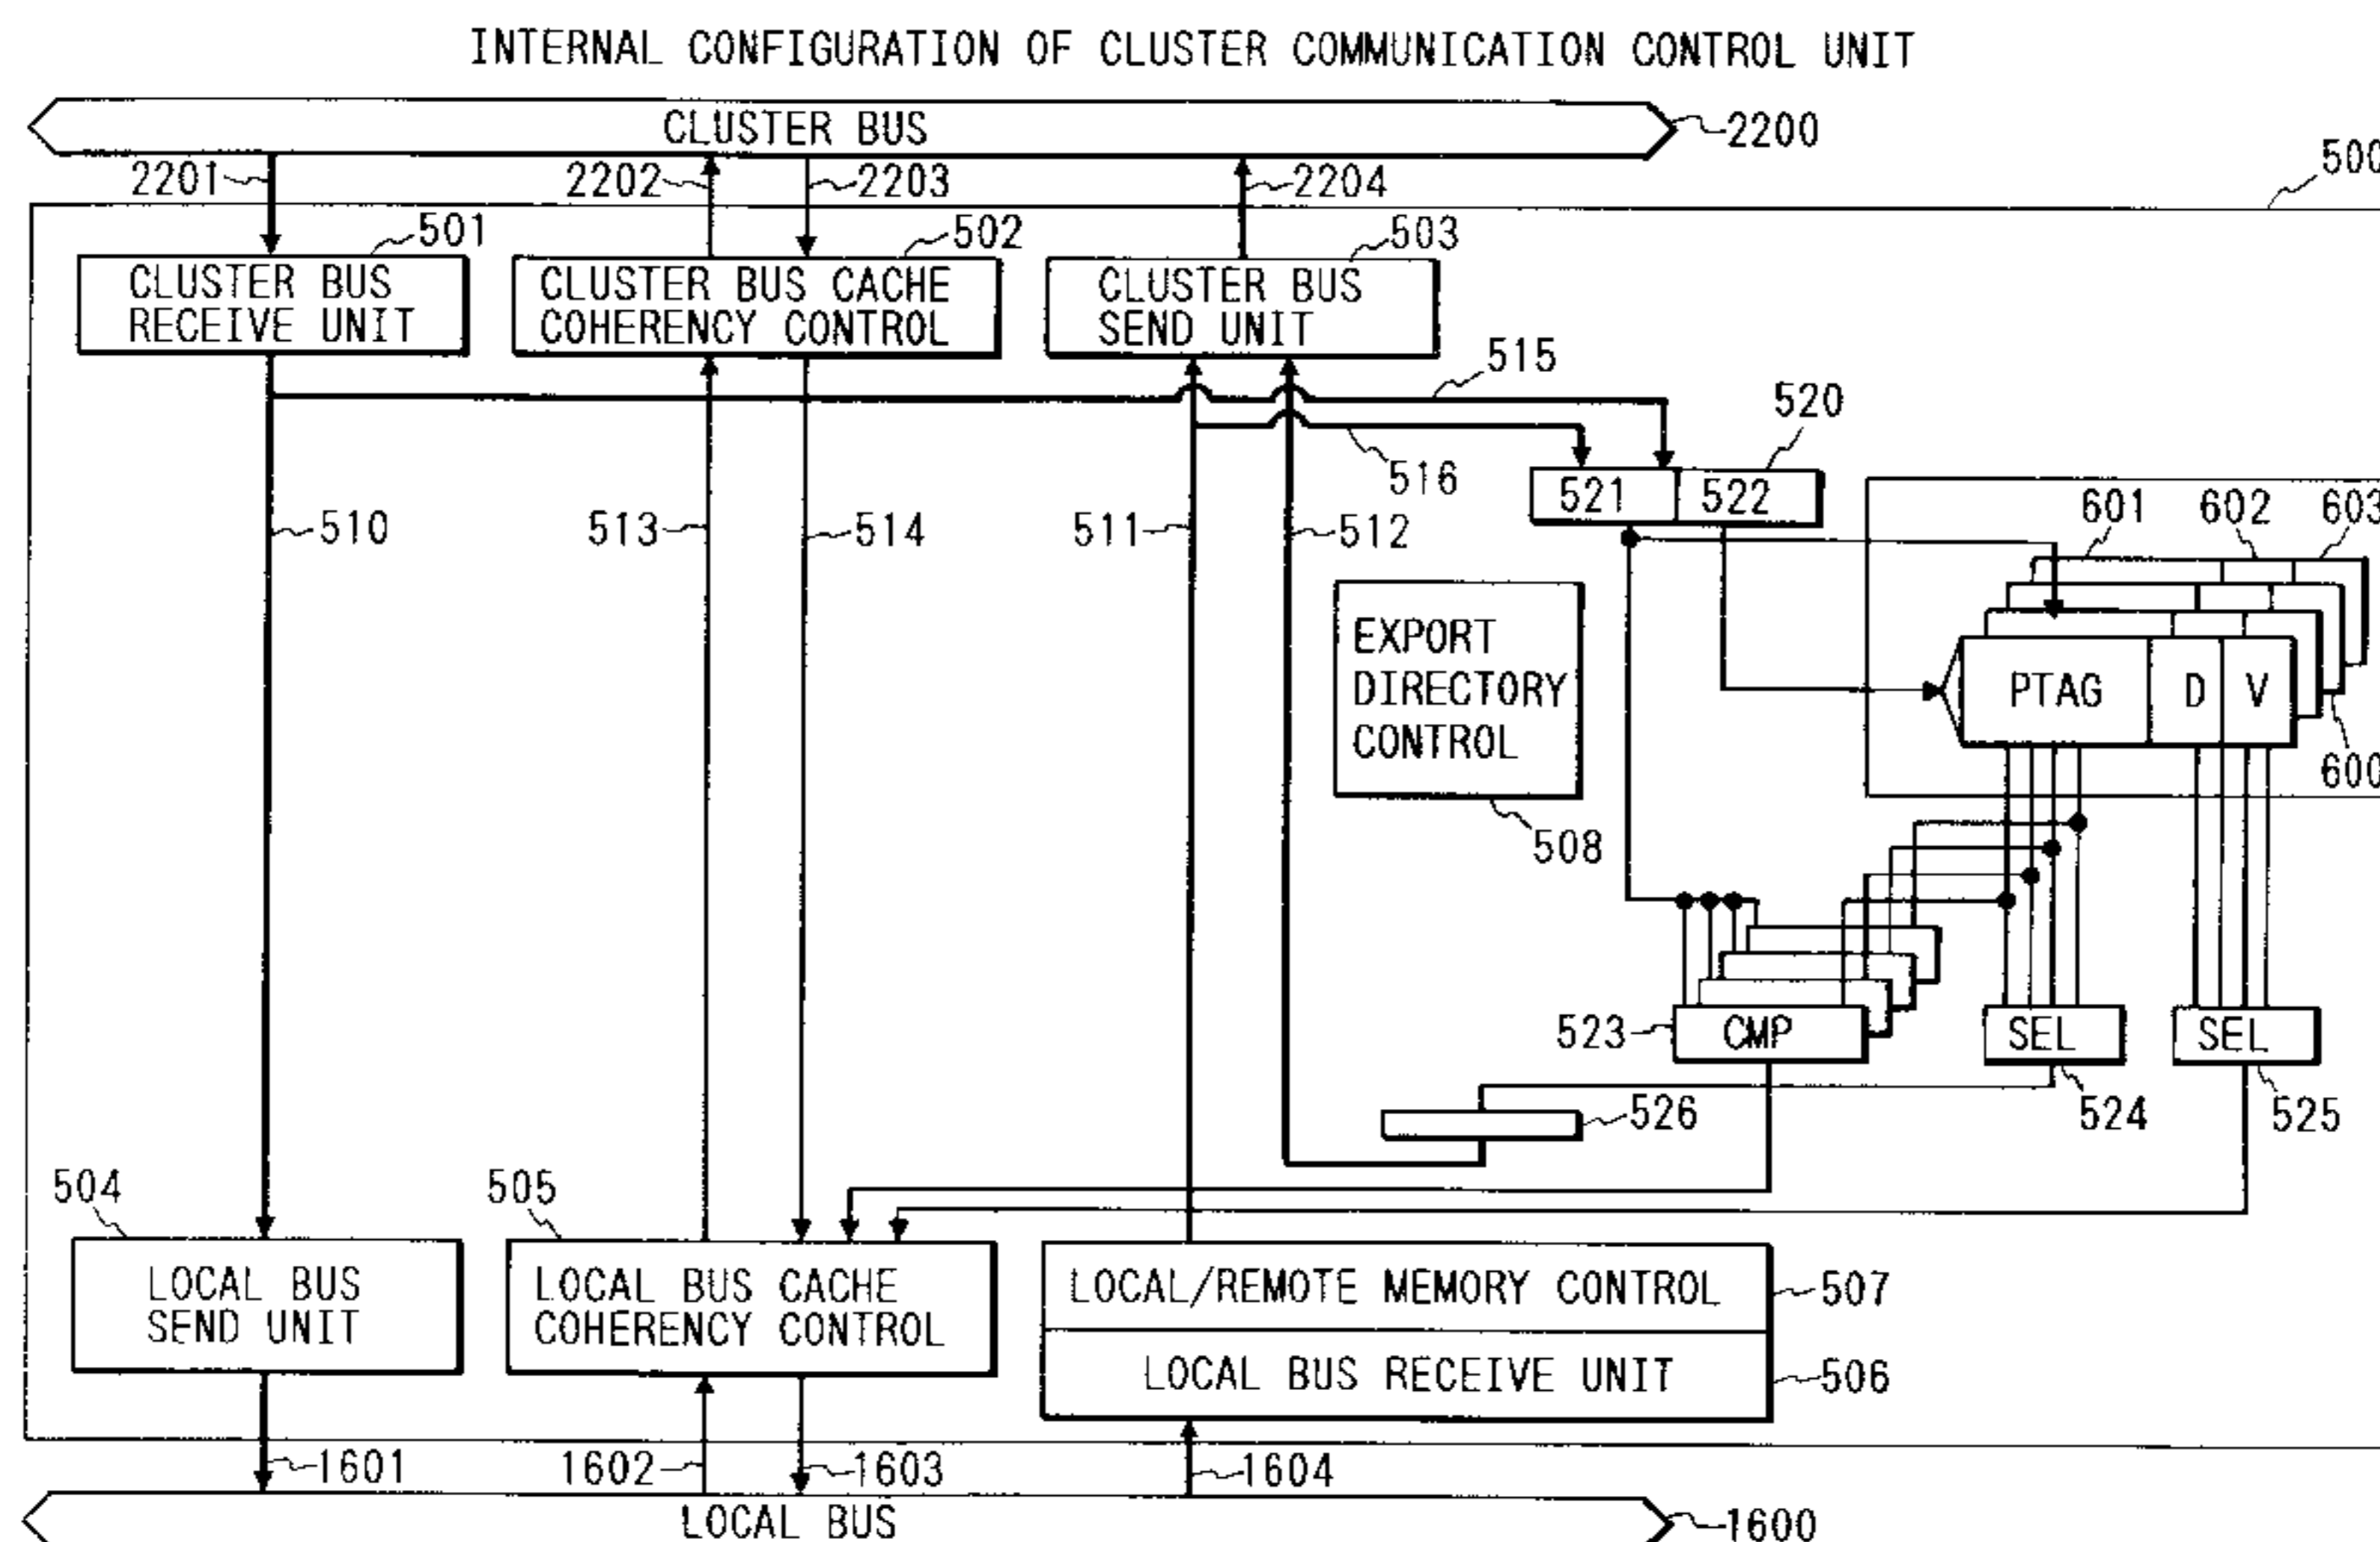 INTERNAL CONFIGURATION OF CLUSTER COMMUNICATION CONTROL UNIT
CLUSTER BUS
2200
2201
2202
2203
2204
500
501
502
503
CLUSTER BUS
RECEIVE UNIT
CLUSTER BUS CACHE
COHERENCY CONTROL
CLUSTER BUS
SEND UNIT
515
520
516
521
522
510
513
514
511
512
601
602
603
EXPORT
DIRECTORY
CONTROL
PTAG
D
V
600
508
523
CMP
SEL
SEL
526
524
525
504
505
LOCAL BUS
SEND UNIT
LOCAL BUS CACHE
COHERENCY CONTROL
LOCAL/REMOTE MEMORY CONTROL
507
LOCAL BUS RECEIVE UNIT
506
1601
1602
1603
1604
LOCAL BUS
1600